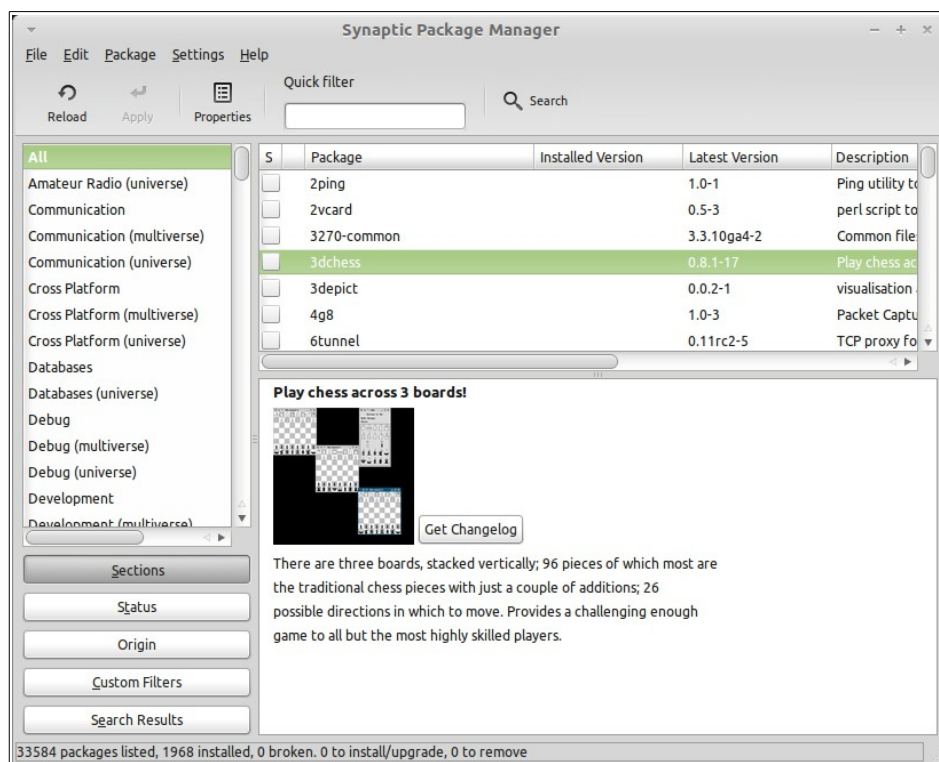 Synaptic Package Manager
File Edit Package Settings Help
Reload Apply Properties Quick filter Search
All
Amateur Radio (universe)
Communication
Communication (multiverse)
Communication (universe)
Cross Platform
Cross Platform (multiverse)
Cross Platform (universe)
Databases
Databases (universe)
Debug
Debug (multiverse)
Debug (universe)
Development
Development (multiverse)
Sections
Status
Origin
Custom Filters
Search Results
S Package Installed Version Latest Version Description
2ping 1.0-1 Ping utility to
2vcard 0.5-3 perl script to
3270-common 3.3.10ga4-2 Common file
3dchess 0.8.1-17 Play chess ac
3depict 0.0.2-1 visualisation
4g8 1.0-3 Packet Captu
6tunnel 0.11rc2-5 TCP proxy fo
Play chess across 3 boards!
Get Changelog
There are three boards, stacked vertically; 96 pieces of which most are
the traditional chess pieces with just a couple of additions; 26
possible directions in which to move. Provides a challenging enough
game to all but the most highly skilled players.
33584 packages listed, 1968 installed, 0 broken. 0 to install/upgrade, 0 to remove